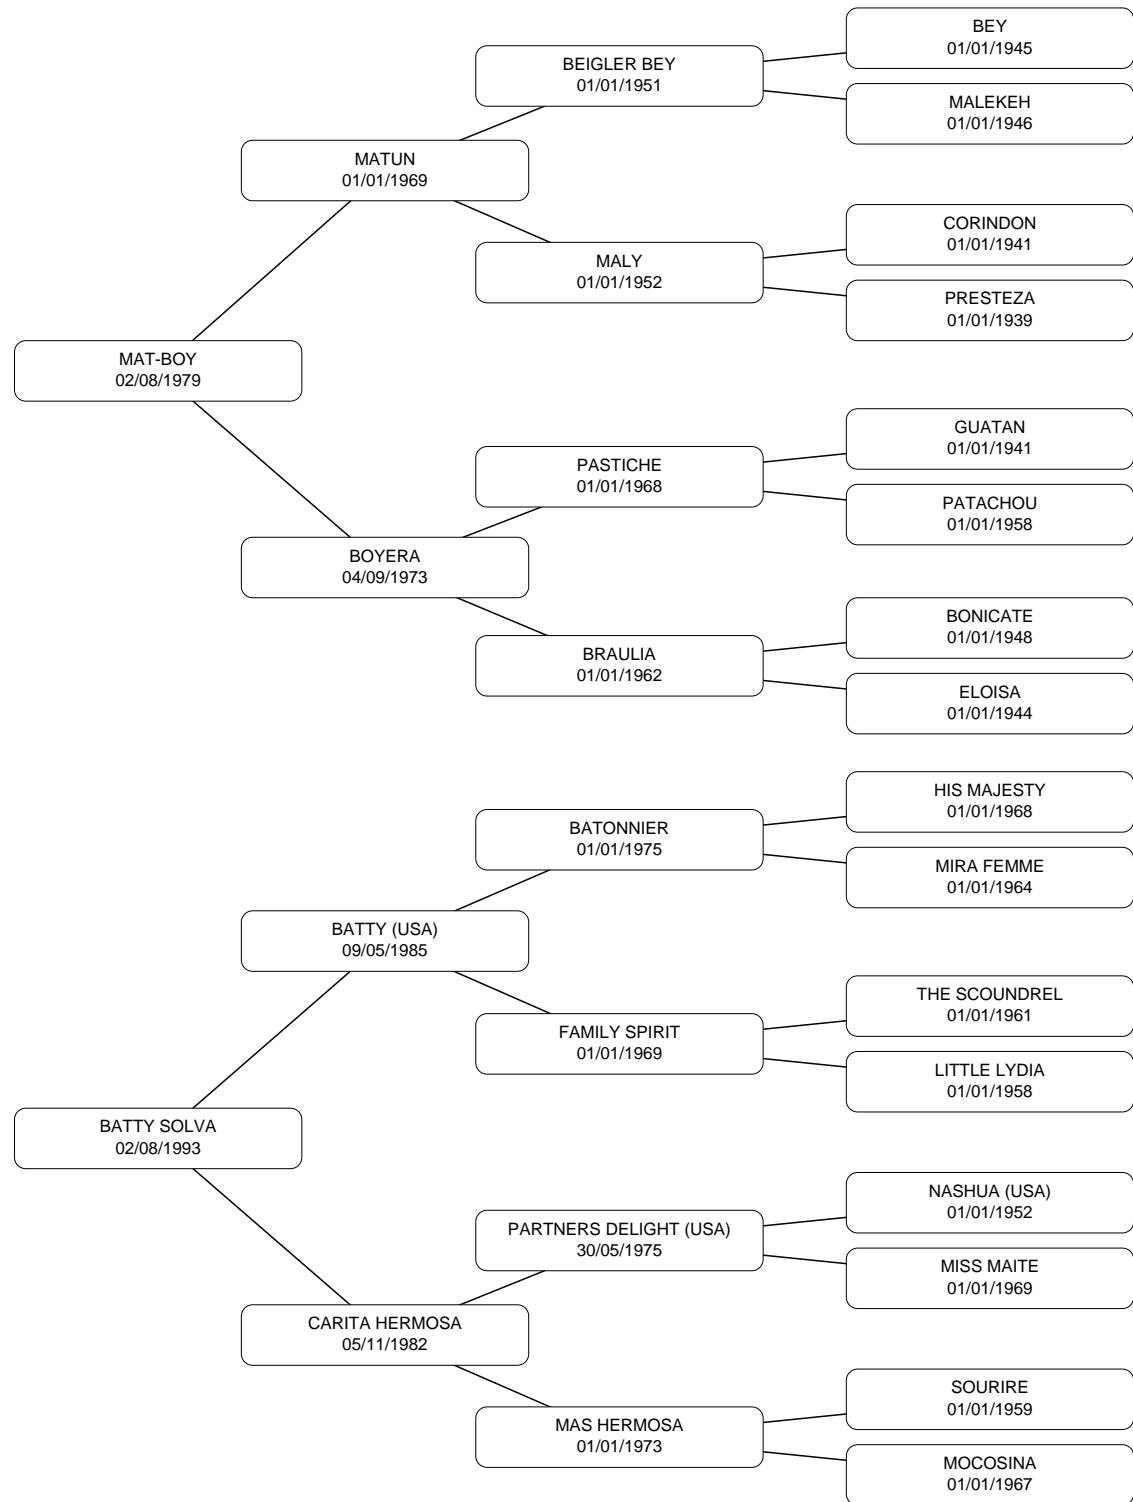 BEY
01/01/1945
BEIGLER BEY
01/01/1951
MALEKEH
01/01/1946
MATUN
01/01/1969
CORINDON
01/01/1941
MALY
01/01/1952
PRESTEZA
01/01/1939
MAT-BOY
02/08/1979
GUATAN
01/01/1941
PASTICHE
01/01/1968
PATACHOU
01/01/1958
BOYERA
04/09/1973
BONICATE
01/01/1948
BRAULIA
01/01/1962
ELOISA
01/01/1944
HIS MAJESTY
01/01/1968
BATONNIER
01/01/1975
MIRA FEMME
01/01/1964
BATTY (USA)
09/05/1985
THE SCOUNDREL
01/01/1961
FAMILY SPIRIT
01/01/1969
LITTLE LYDIA
01/01/1958
BATTY SOLVA
02/08/1993
NASHUA (USA)
01/01/1952
PARTNERS DELIGHT (USA)
30/05/1975
MISS MAITE
01/01/1969
CARITA HERMOSA
05/11/1982
SOURIRE
01/01/1959
MAS HERMOSA
01/01/1973
MOCOSINA
01/01/1967